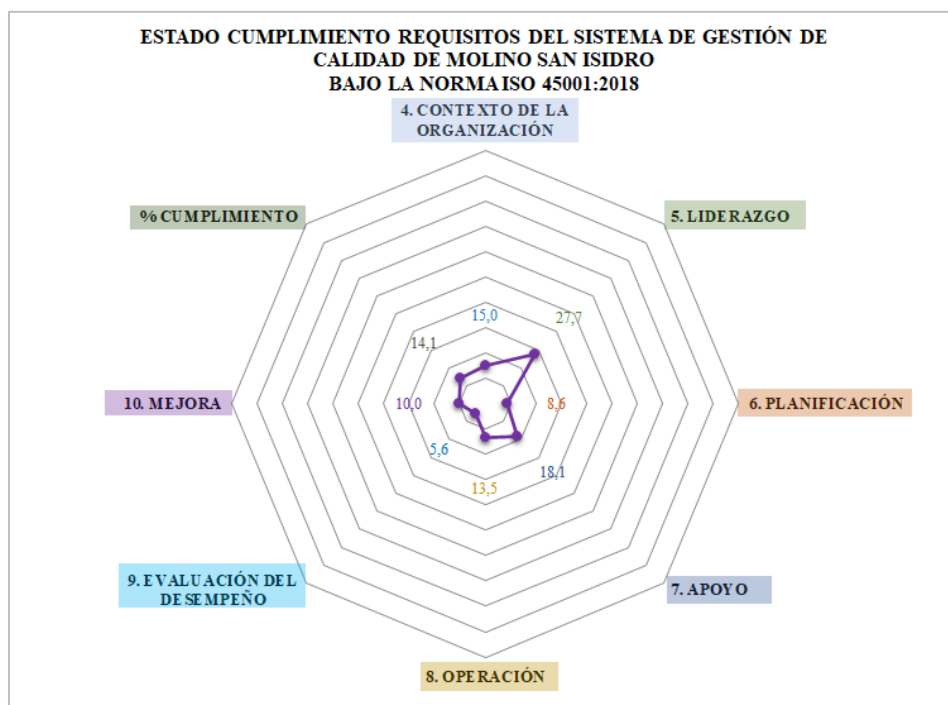 ESTADO CUMPLIMIENTO REQUISITOS DEL SISTEMA DE GESTIÓN DE
CALIDAD DE MOLINO SAN ISIDRO
BAJO LA NORMA ISO 45001:2018
4. CONTEXTO DE LA
ORGANIZACIÓN
% CUMPLIMIENTO
5. LIDERAZGO
15,0
27,7
14,1
10. MEJORA
10,0
8,6
6. PLANIFICACIÓN
5,6
18,1
13,5
9. EVALUACIÓN DEL
DESEMPEÑO
7. APOYO
8. OPERACIÓN